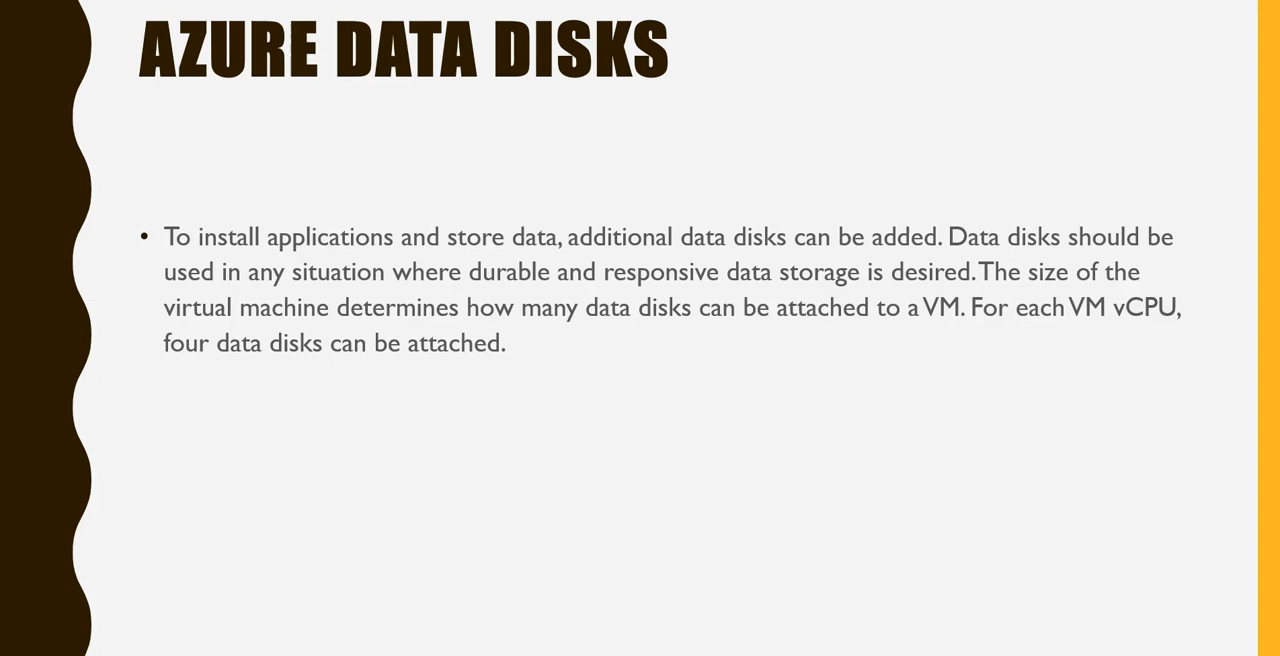 AZURE DATA DISKS
• To install applications and store data, additional data disks can be added. Data disks should be
used in any situation where durable and responsive data storage is desired. The size of the
virtual machine determines how many data disks can be attached to a VM. For each VM vCPU,
four data disks can be attached.